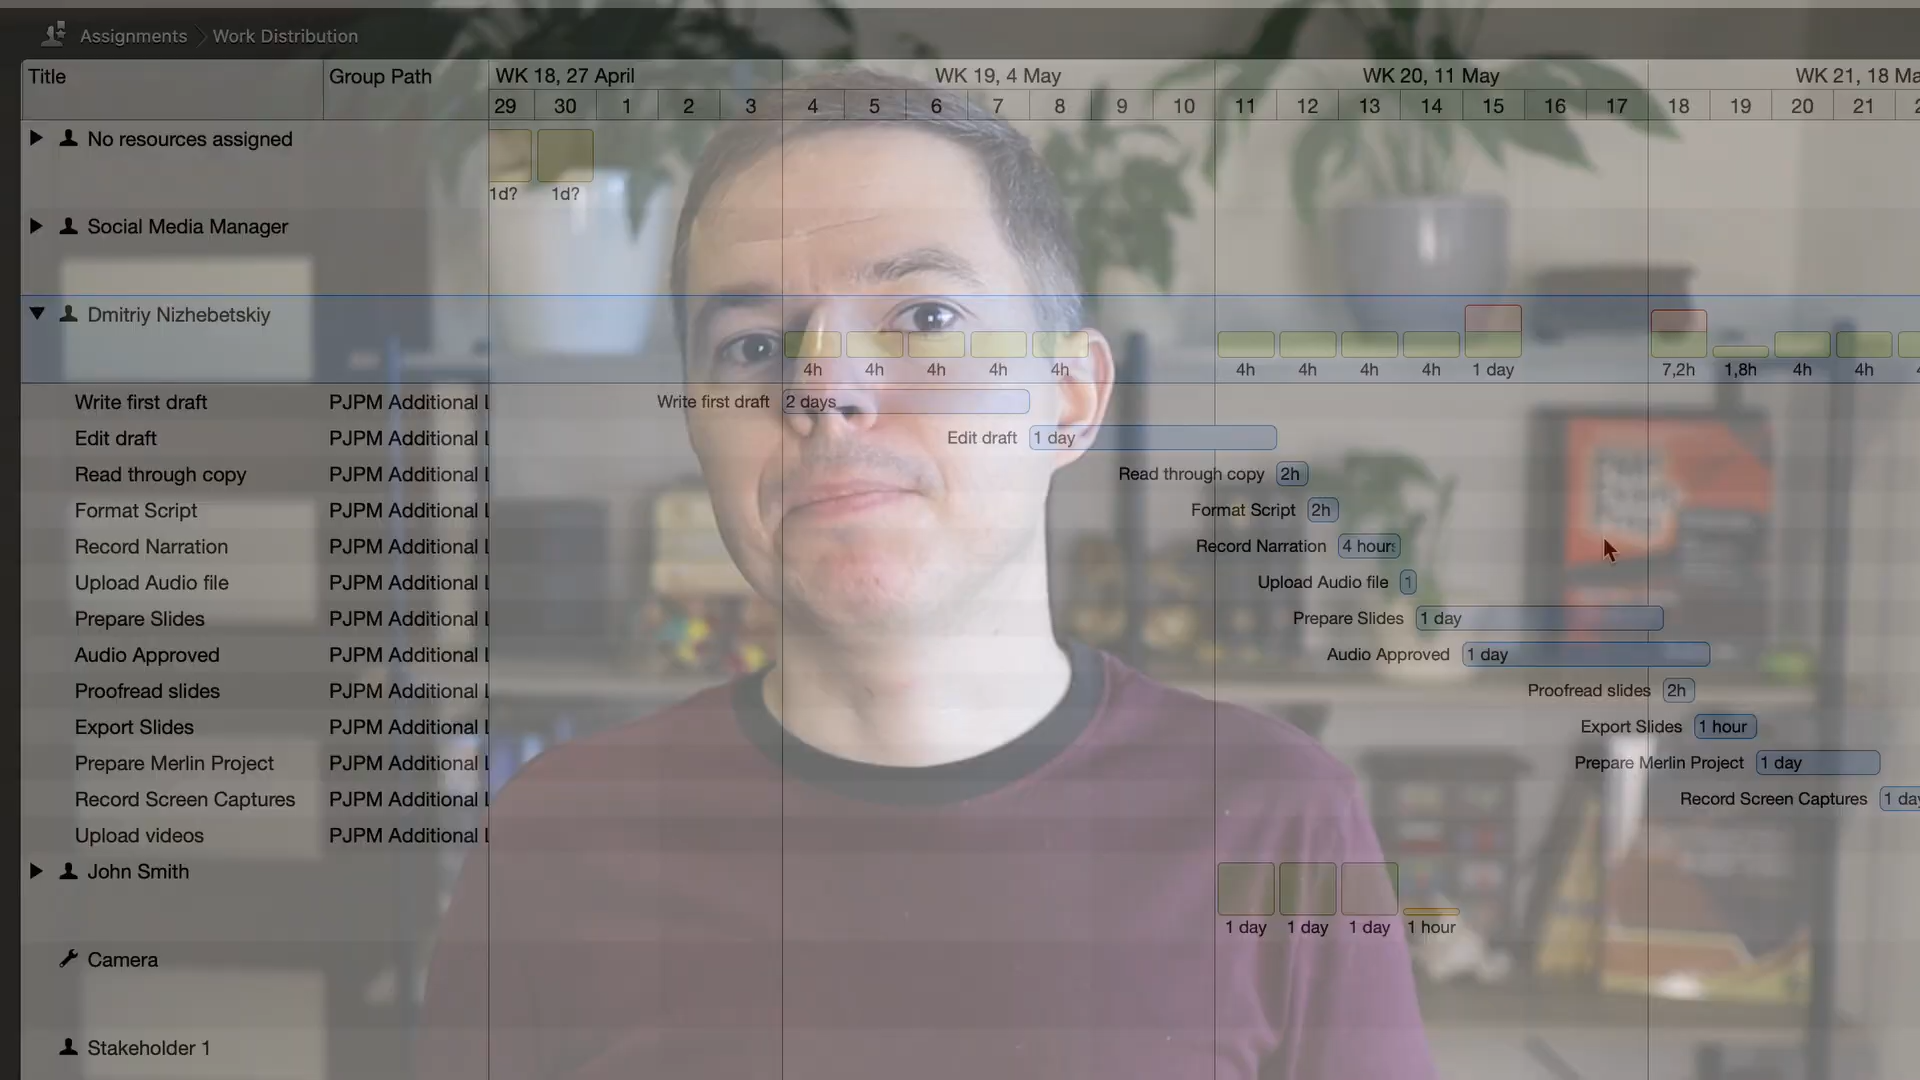 Assignments Work Distribution
Title Group Path WK 18, 27 April WK 19, 4 May WK 20, 11 May WK 21, 18 Ma
29 30 1 2 3 4 5 6 7 8 9 10 11 12 13 14 15 16 17 18 19 20 21 2
No resources assigned
1d? 1d?
Social Media Manager
Dmitriy Nizhebetskiy
4h 4h 4h 4h 4h 4h 4h 4h 4h 1 day 7,2h 1,8h 4h 4h
Write first draft PJPM Additional L Write first draft 2 days
Edit draft PJPM Additional L Edit draft 1 day
Read through copy PJPM Additional L Read through copy 2h
Format Script PJPM Additional L Format Script 2h
Record Narration PJPM Additional L Record Narration 4 hours
Upload Audio file PJPM Additional L Upload Audio file 1
Prepare Slides PJPM Additional L Prepare Slides 1 day
Audio Approved PJPM Additional L Audio Approved 1 day
Proofread slides PJPM Additional L Proofread slides 2h
Export Slides PJPM Additional L Export Slides 1 hour
Prepare Merlin Project PJPM Additional L Prepare Merlin Project 1 day
Record Screen Captures PJPM Additional L Record Screen Captures 1 day
Upload videos PJPM Additional L
John Smith
1 day 1 day 1 day 1 hour
Camera
Stakeholder 1